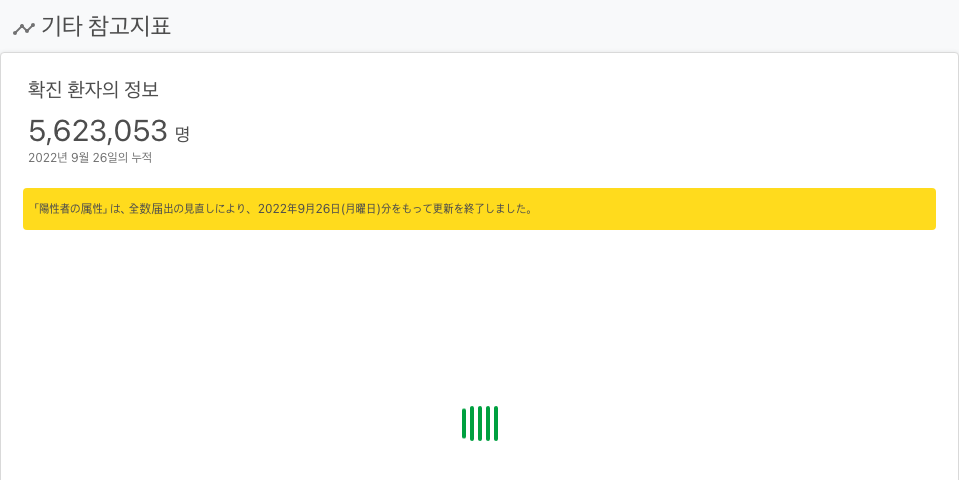 기타 참고지표
확진 환자의 정보
5,623,053 명
2022년 9월 26일의 누적
「陽性者の属性」は、全数届出の見直しにより、2022年9月26日(月曜日)分をもって更新を終了しました。